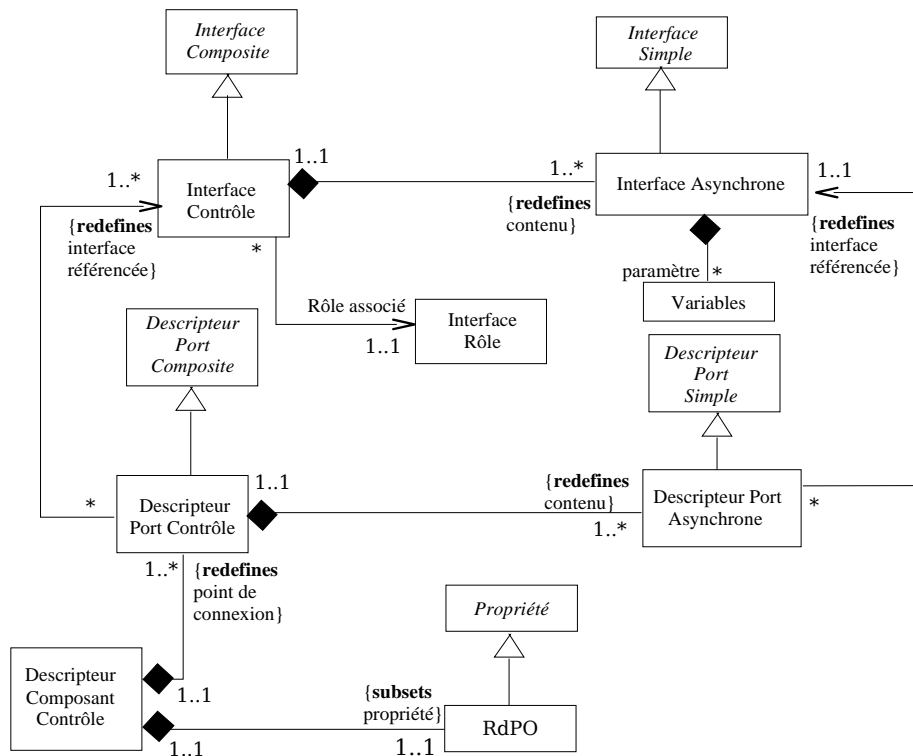 Interface
Composite
Interface
Simple
1..*
Interface
Contrôle
1..1
1..*
Interface Asynchrone
1..1
{redefines
interface
référencée}
*
{redefines
contenu}
{redefines
interface
référencée}
paramètre
*
Variables
Rôle associé
1..1
Interface
Rôle
Descripteur
Port
Composite
Descripteur
Port
Simple
*
Descripteur
Port Contrôle
1..1
{redefines
contenu}
1..*
Descripteur Port
Asynchrone
*
1..*
{redefines
point de
connexion}
Propriété
Descripteur
Composant
Contrôle
1..1
1..1
{subsets
propriété}
1..1
RdPO